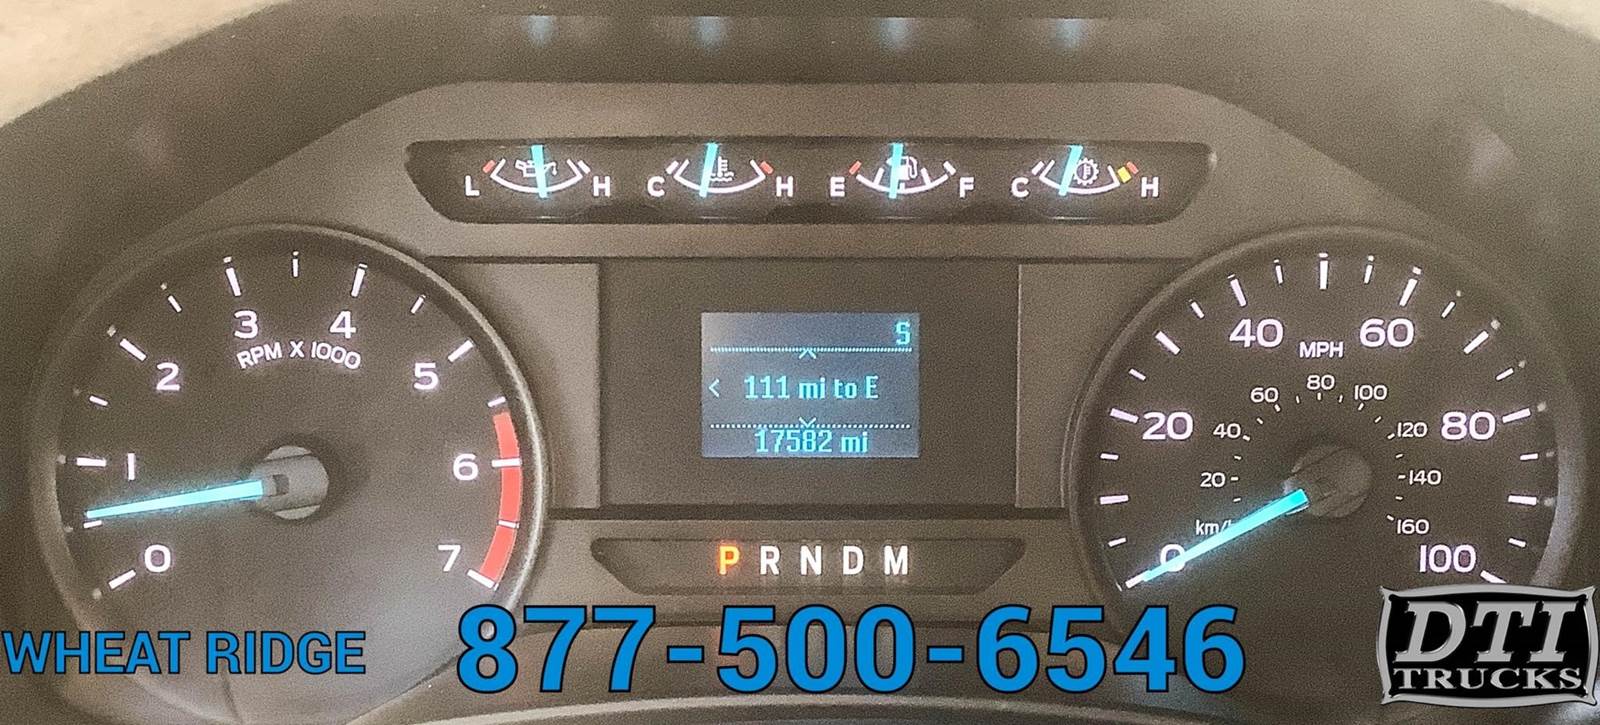 L H C H E F C H
1 2 3 4 5 6 7 0
RPM X 1000
S
< 111 mi to E
17582 mi
0 20 40 60 80 100
MPH
20 40 60 80 100 120 140 160
km/
P R N D M
WHEAT RIDGE
877-500-6546
DTI
TRUCKS